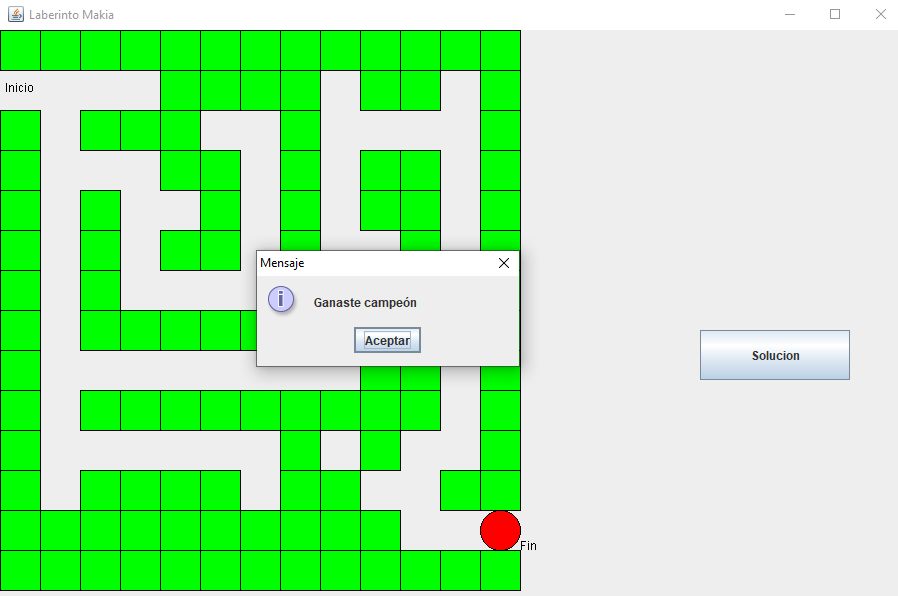 Laberinto Makia
Inicio
Mensaje
Ganaste campeón
Aceptar
Solucion
Fin